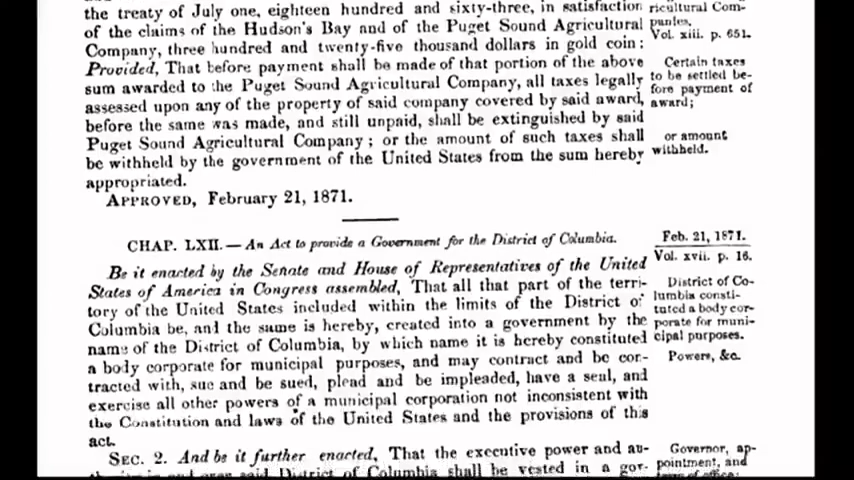 the treaty of July one, eighteen hundred and sixty-three, in satisfaction
of the claims of the Hudson's Bay and of the Puget Sound Agricultural
Company, three hundred and twenty-five thousand dollars in gold coin:
Provided, That before payment shall be made of that portion of the above
sum awarded to the Puget Sound Agricultural Company, all taxes legally
assessed upon any of the property of said company covered by said award,
before the same was made, and still unpaid, shall be extinguished by said
Puget Sound Agricultural Company; or the amount of such taxes shall
be withheld by the government of the United States from the sum hereby
appropriated.
APPROVED, February 21, 1871.
ricultural Com-
panies,
Vol. xiii. p. 651.
Certain taxes
to be settled be-
fore payment of
award;
or amount
withheld.
CHAP. LXII. — An Act to provide a Government for the District of Columbia.
Be it enacted by the Senate and House of Representatives of the United
States of America in Congress assembled, That all that part of the terri-
tory of the United States included within the limits of the District of
Columbia be, and the same is hereby, created into a government by the
name of the District of Columbia, by which name it is hereby constituted
a body corporate for municipal purposes, and may contract and be con-
tracted with, sue and be sued, plead and be impleaded, have a seal, and
exercise all other powers of a municipal corporation not inconsistent with
the Constitution and laws of the United States and the provisions of this
act.
SEC. 2. And be it further enacted, That the executive power and au-
said District of Columbia shall be vested in a gov-
Feb. 21, 1871.
Vol. xvii. p. 16.
District of Co-
lumbia consti-
tuted a body cor-
porate for muni-
cipal purposes.
Powers, &c.
Governor, ap-
pointment, and
term of office;